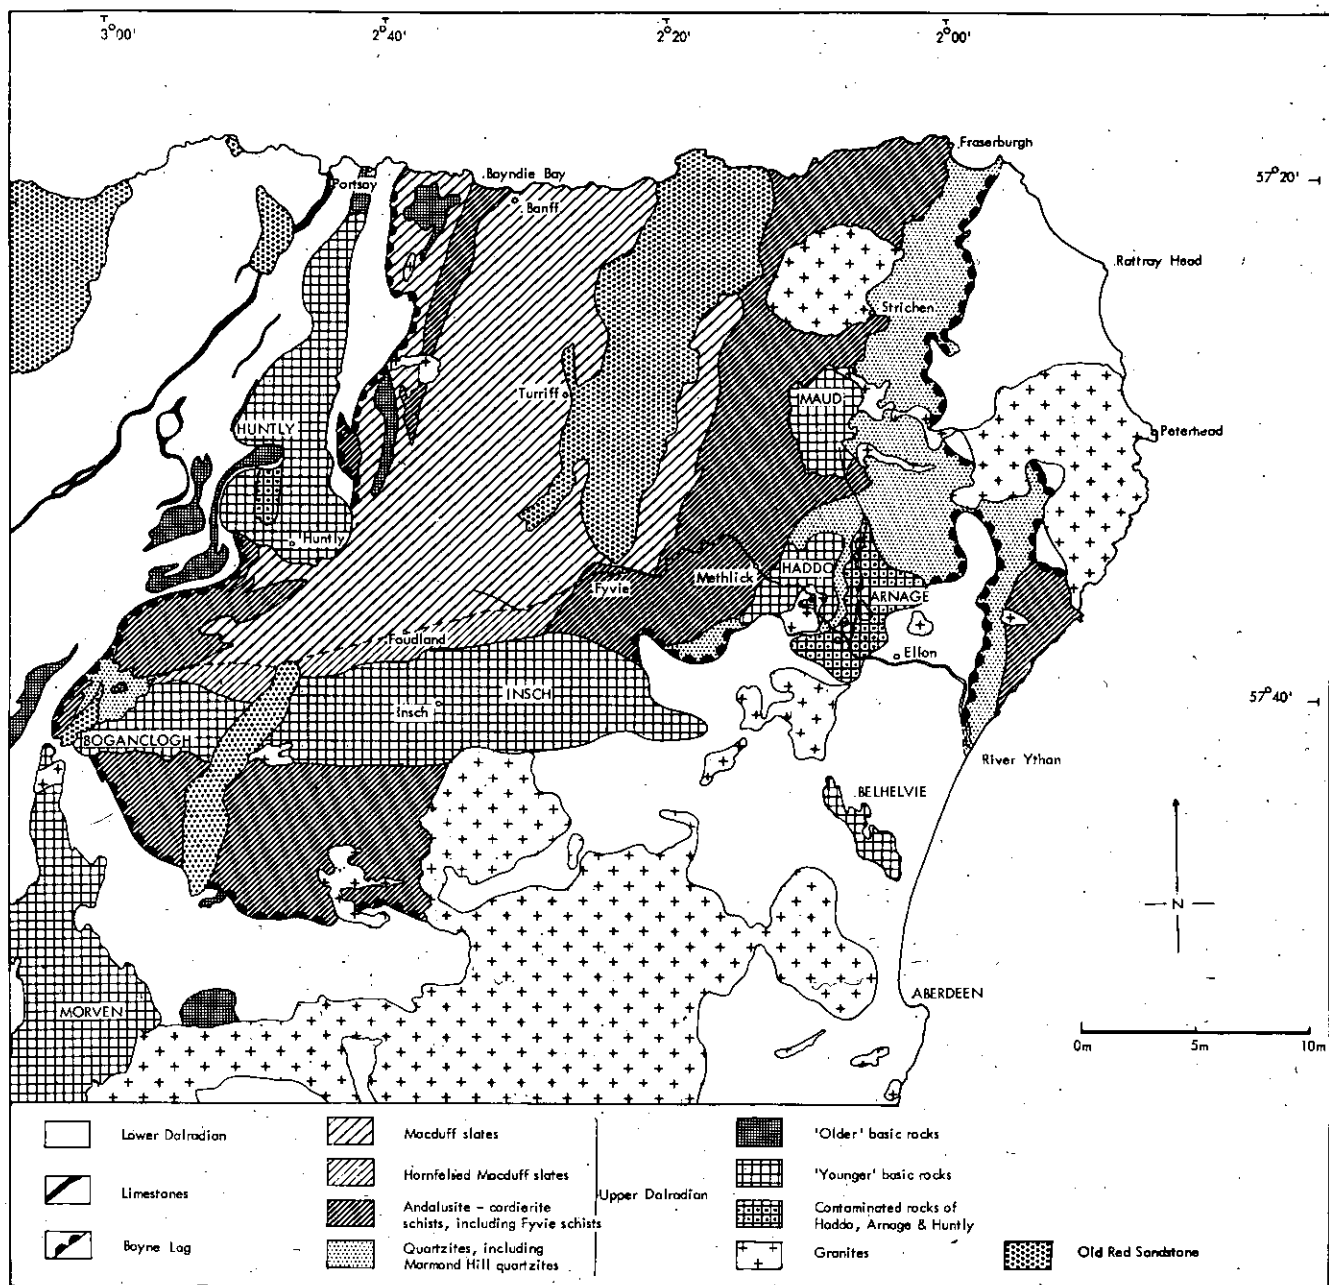 3°00'
2°40'
2°20'
2°00'
Fraserburgh
Boyndie Bay
57°20'
Portsoy
Banff
Rattray Head
Strichen
Turriff
MAUD
HUNTLY
Peterhead
Huntly
HADDO
Methlick
Fyvie
ARNAGE
Foudland
Ellon
INSCH
Insch
57°40'
BOGANCLOGH
River Ythan
BELHELVIE
N
ABERDEEN
MORVEN
0m 5m 10m
Lower Dalradian
Limestones
Boyne Lag
Macduff slates
Hornfelsed Macduff slates
Andalusite - cordierite
schists, including Fyvie schists
Quartzites, including
Marmond Hill quartzites
Upper Dalradian
'Older' basic rocks
'Younger' basic rocks
Contaminated rocks of
Haddo, Arnage & Huntly
Granites
Old Red Sandstone